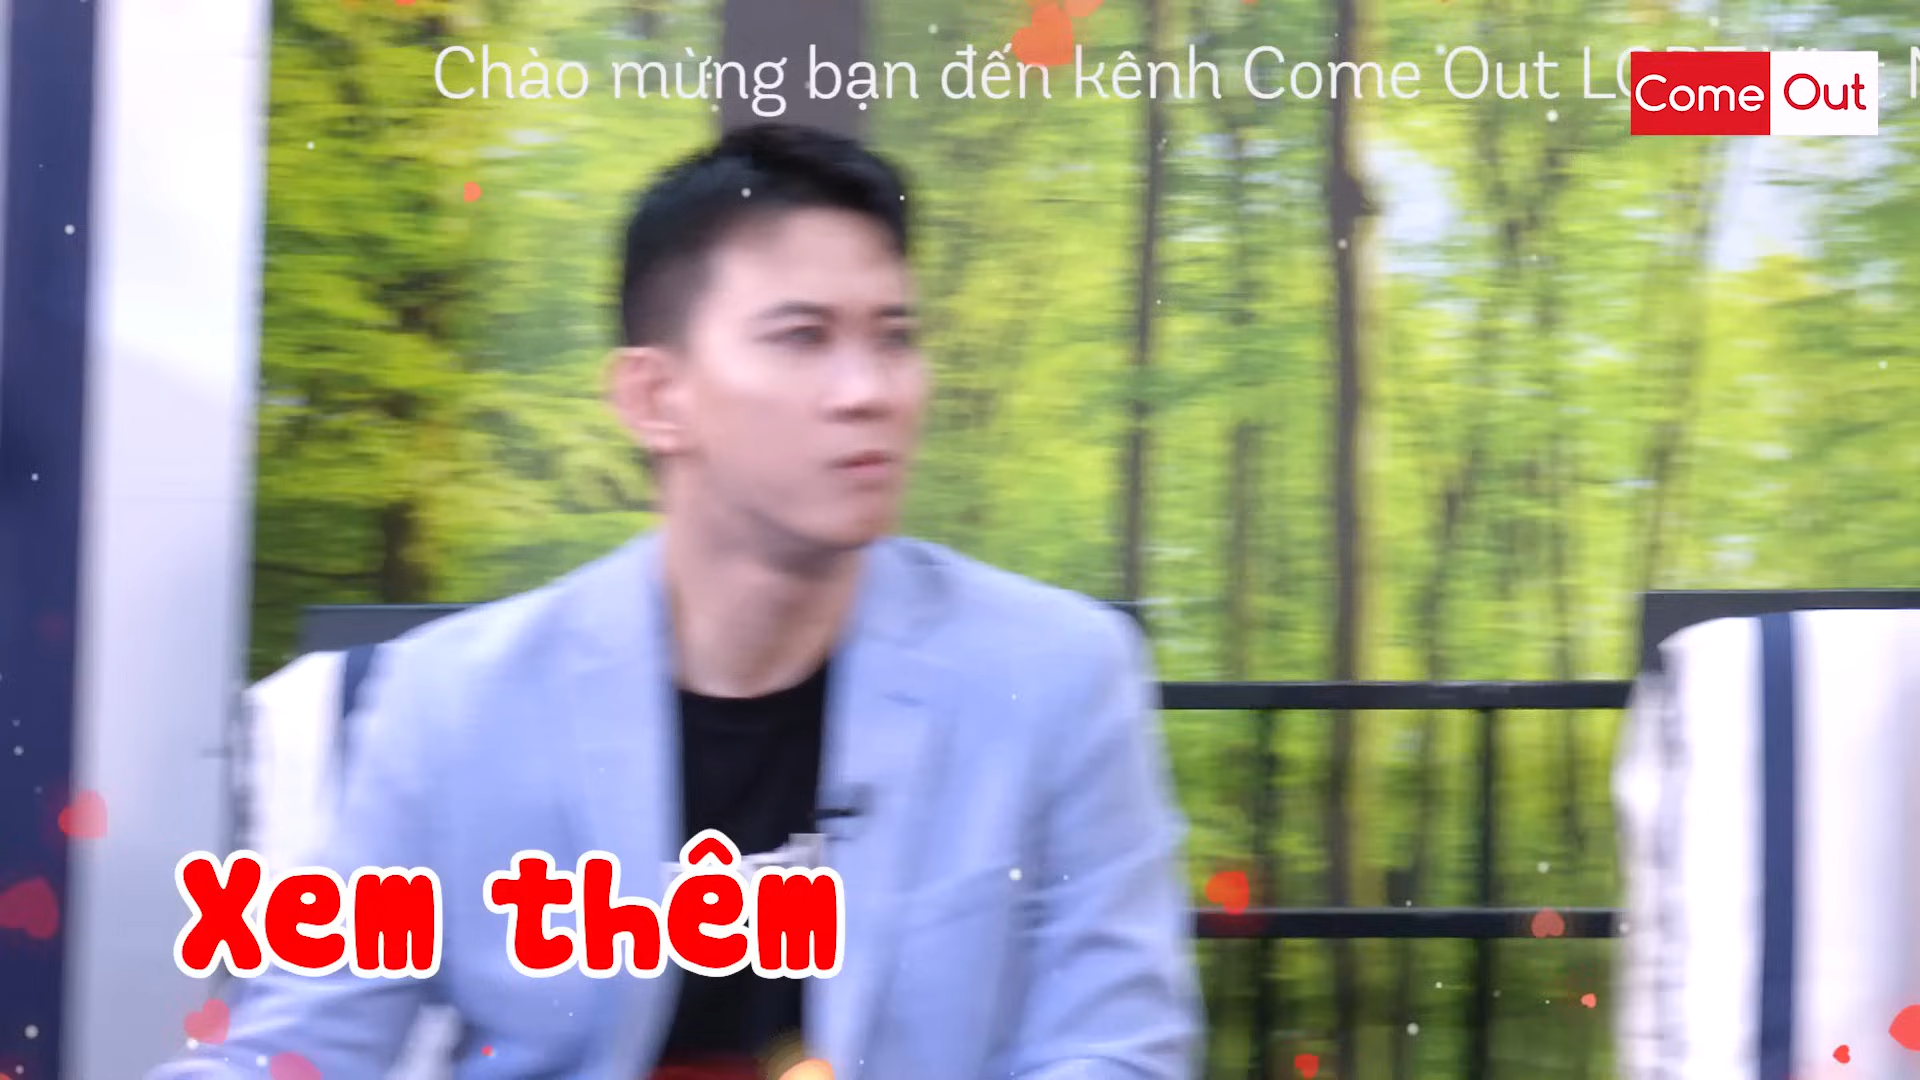 Chào mừng bạn đến kênh Come Out
Come Out
Xem thêm